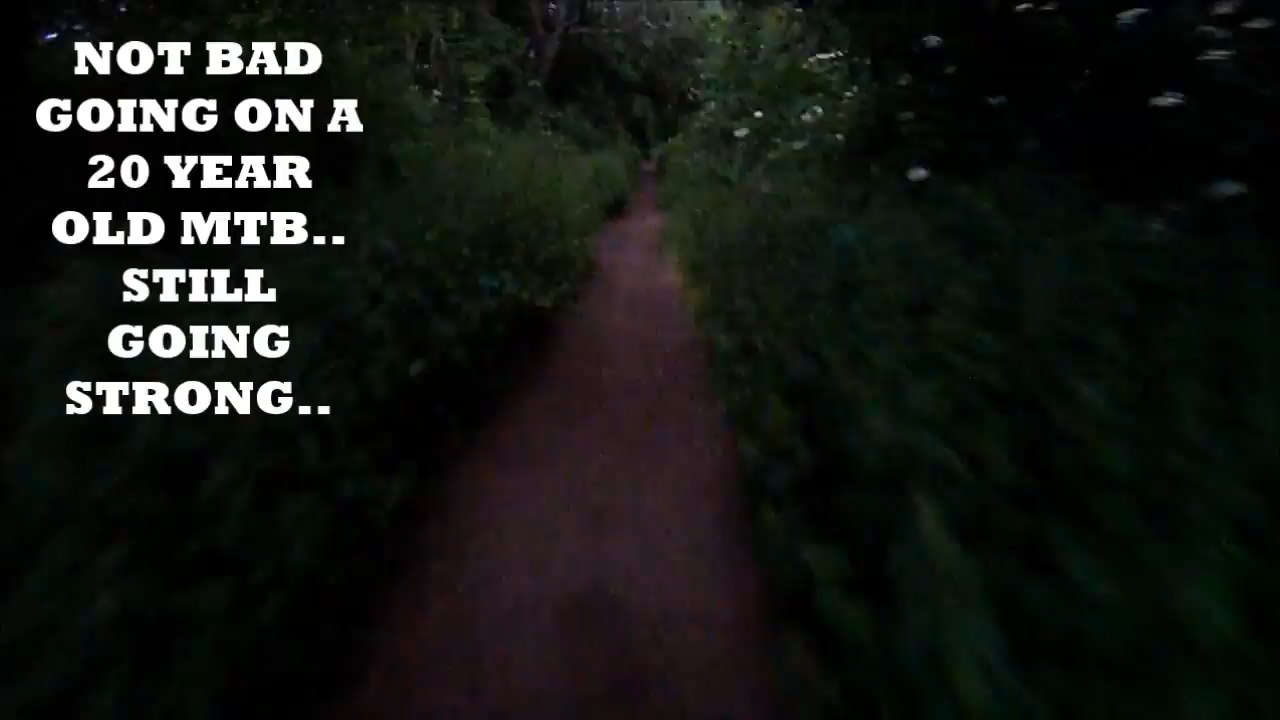 NOT BAD
GOING ON A
20 YEAR
OLD MTB..
STILL
GOING
STRONG..